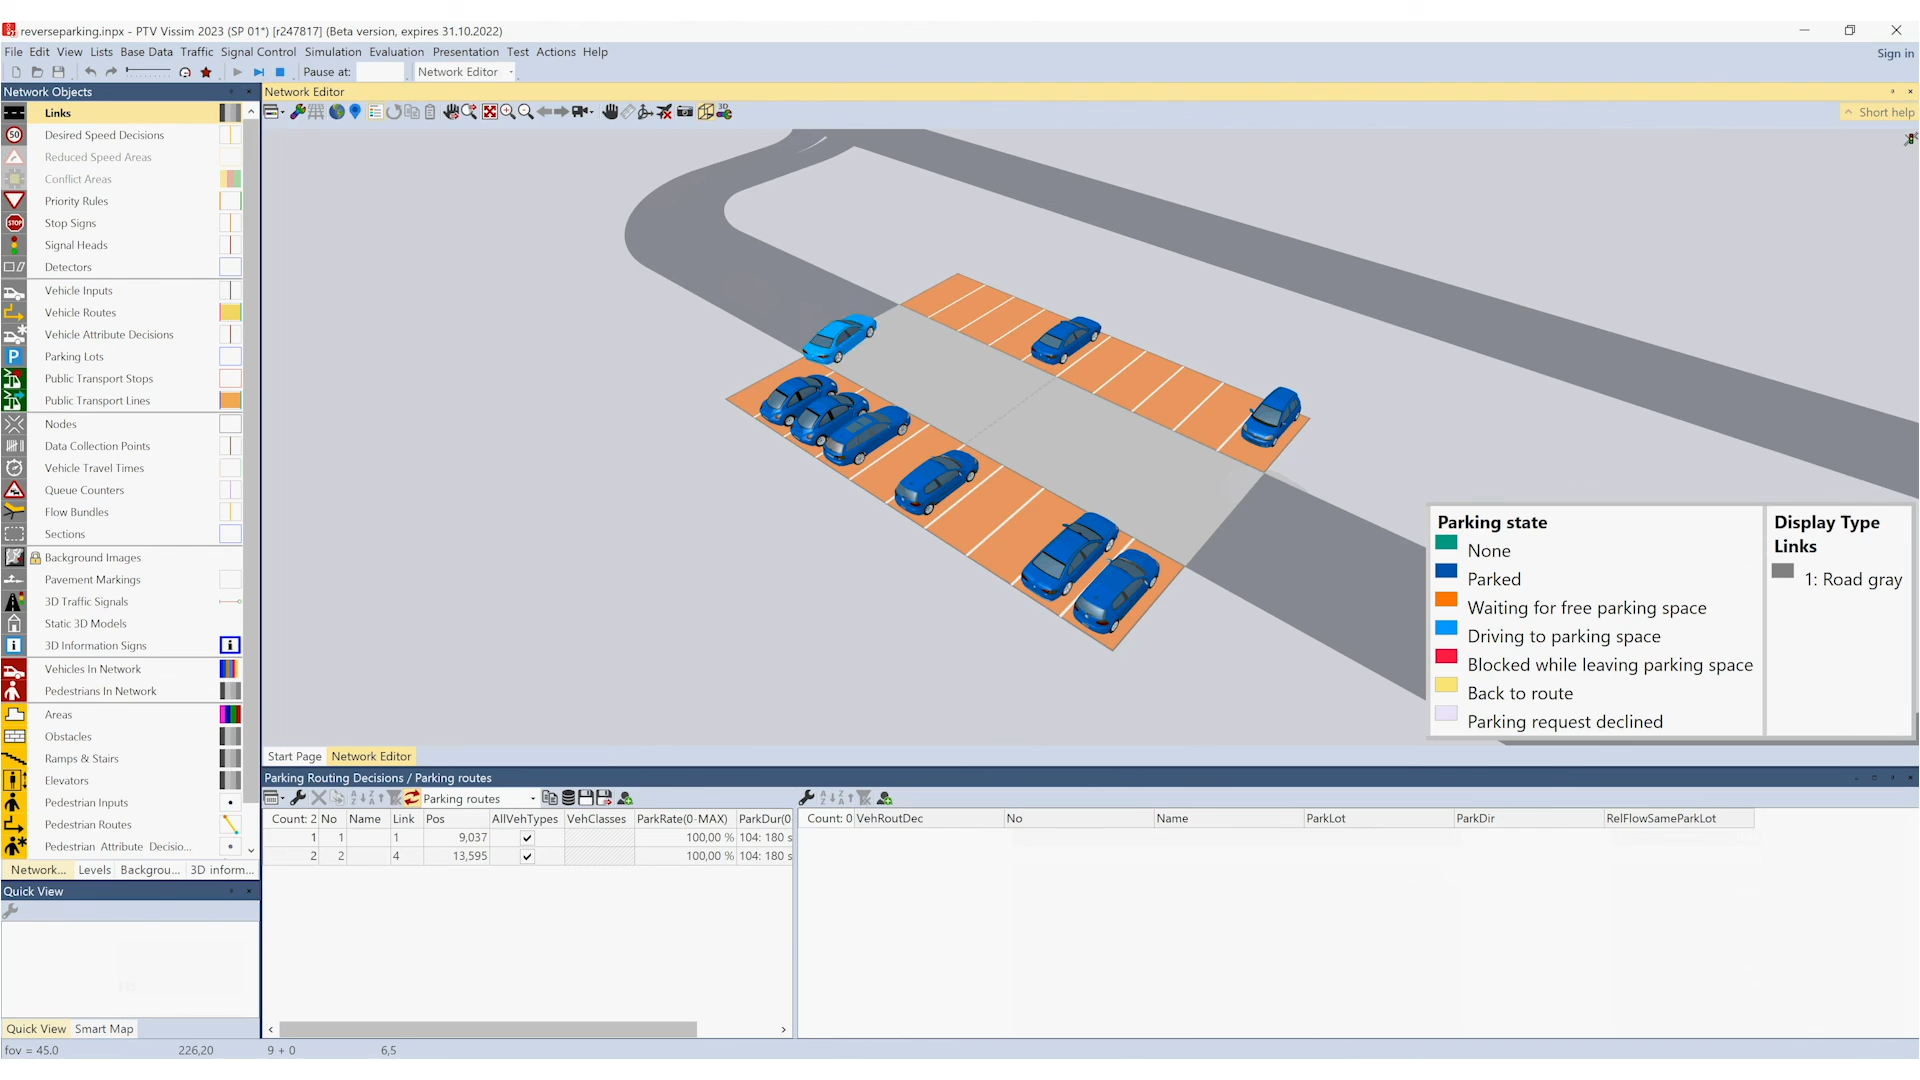 reverseparking.inpx - PTV Vissim 2023 (SP 01*) [r247817] (Beta version, expires 31.10.2022)
File Edit View Lists Base Data Traffic Signal Control Simulation Evaluation Presentation Test Actions Help
Sign in
Pause at: Network Editor
Network Objects
Network Editor
Short help
3D
Links
50 Desired Speed Decisions
Reduced Speed Areas
Conflict Areas
Priority Rules
STOP Stop Signs
Signal Heads
Detectors
Vehicle Inputs
Vehicle Routes
Vehicle Attribute Decisions
P Parking Lots
Public Transport Stops
Public Transport Lines
Nodes
Data Collection Points
Vehicle Travel Times
Queue Counters
Flow Bundles
Sections
Background Images
Pavement Markings
3D Traffic Signals
Static 3D Models
3D Information Signs
Vehicles In Network
Pedestrians In Network
Areas
Obstacles
Ramps & Stairs
Elevators
Pedestrian Inputs
Pedestrian Routes
Pedestrian Attribute Decisio...
Network... Levels Backgrou... 3D inform...
Parking state
None
Parked
Waiting for free parking space
Driving to parking space
Blocked while leaving parking space
Back to route
Parking request declined
Display Type
Links
1: Road gray
Start Page Network Editor
Parking Routing Decisions / Parking routes
Parking routes
Count: 2 No Name Link Pos AllVehTypes VehClasses ParkRate(0-MAX) ParkDur(0
1 1 1 9,037 100,00 % 104: 180 s
2 2 4 13,595 100,00 % 104: 180 s
Count: 0 VehRoutDec No Name ParkLot ParkDir RelFlowSameParkLot
Quick View
Quick View Smart Map
fov = 45.0 226,20 9 + 0 6,5